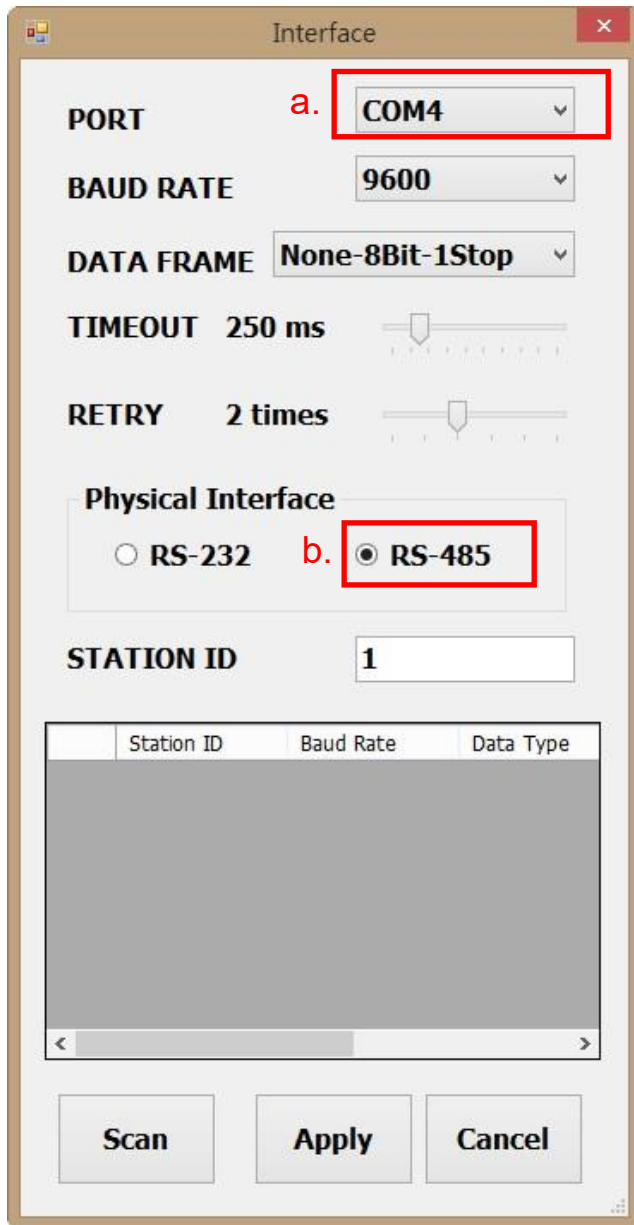 Interface
PORT a. COM4
BAUD RATE 9600
DATA FRAME None-8Bit-1Stop
TIMEOUT 250 ms
RETRY 2 times
Physical Interface
RS-232 b. RS-485
STATION ID 1
Station ID Baud Rate Data Type
Scan Apply Cancel